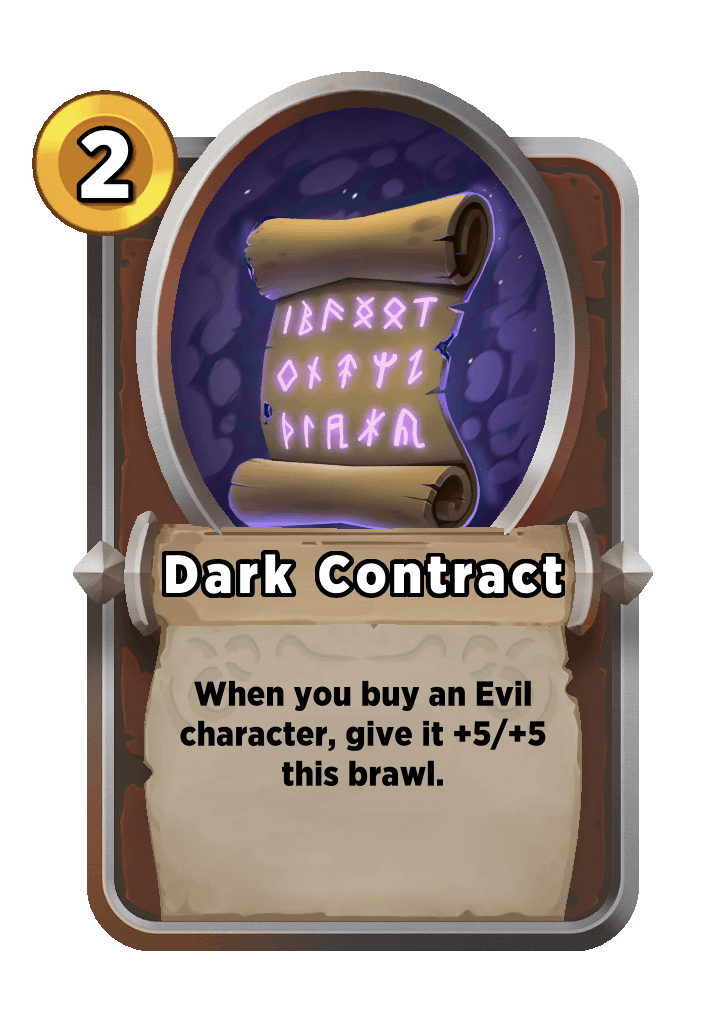 2
Dark Contract
When you buy an Evil
character, give it +5/+5
this brawl.